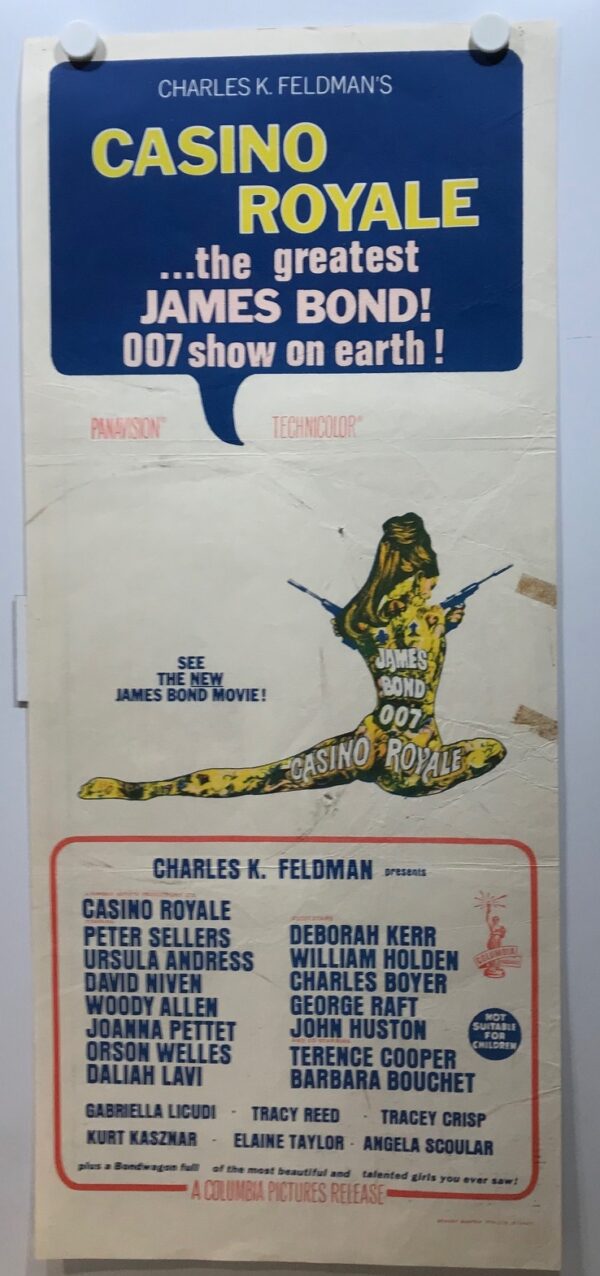 CHARLES K. FELDMAN'S
CASINO
ROYALE
...the greatest
JAMES BOND!
007 show on earth!
PANAVISION®
TECHNICOLOR®
SEE
THE NEW
JAMES BOND MOVIE!
JAMES
BOND
007
CASINO ROYALE
CHARLES K. FELDMAN presents
CASINO ROYALE
PETER SELLERS
URSULA ANDRESS
DAVID NIVEN
WOODY ALLEN
JOANNA PETTET
ORSON WELLES
DALIAH LAVI
DEBORAH KERR
WILLIAM HOLDEN
CHARLES BOYER
GEORGE RAFT
JOHN HUSTON
TERENCE COOPER
BARBARA BOUCHET
COLUMBIA
NOT
SUITABLE
FOR
CHILDREN
GABRIELLA LICUDI - TRACY REED - TRACEY CRISP
KURT KASZNAR - ELAINE TAYLOR - ANGELA SCOULAR
plus a Bondwagon full of the most beautiful and talented girls you ever saw!
A COLUMBIA PICTURES RELEASE